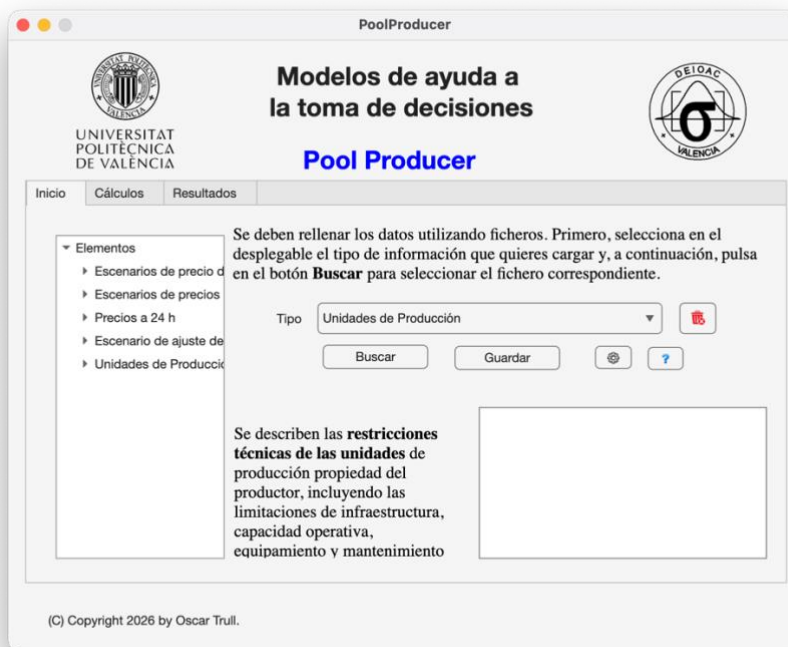 PoolProducer
UNIVERSITAT
POLITÈCNICA
DE VALÈNCIA
Modelos de ayuda a
la toma de decisiones
Pool Producer
DEIOAC
VALENCIA
Inicio Cálculos Resultados
Elementos
Escenarios de precio d
Escenarios de precios
Precios a 24 h
Escenario de ajuste de
Unidades de Producció
Se deben rellenar los datos utilizando ficheros. Primero, selecciona en el
desplegable el tipo de información que quieres cargar y, a continuación, pulsa
en el botón Buscar para seleccionar el fichero correspondiente.
Tipo Unidades de Producción
Buscar Guardar ?
Se describen las restricciones
técnicas de las unidades de
producción propiedad del
productor, incluyendo las
limitaciones de infraestructura,
capacidad operativa,
equipamiento y mantenimiento
(C) Copyright 2026 by Oscar Trull.